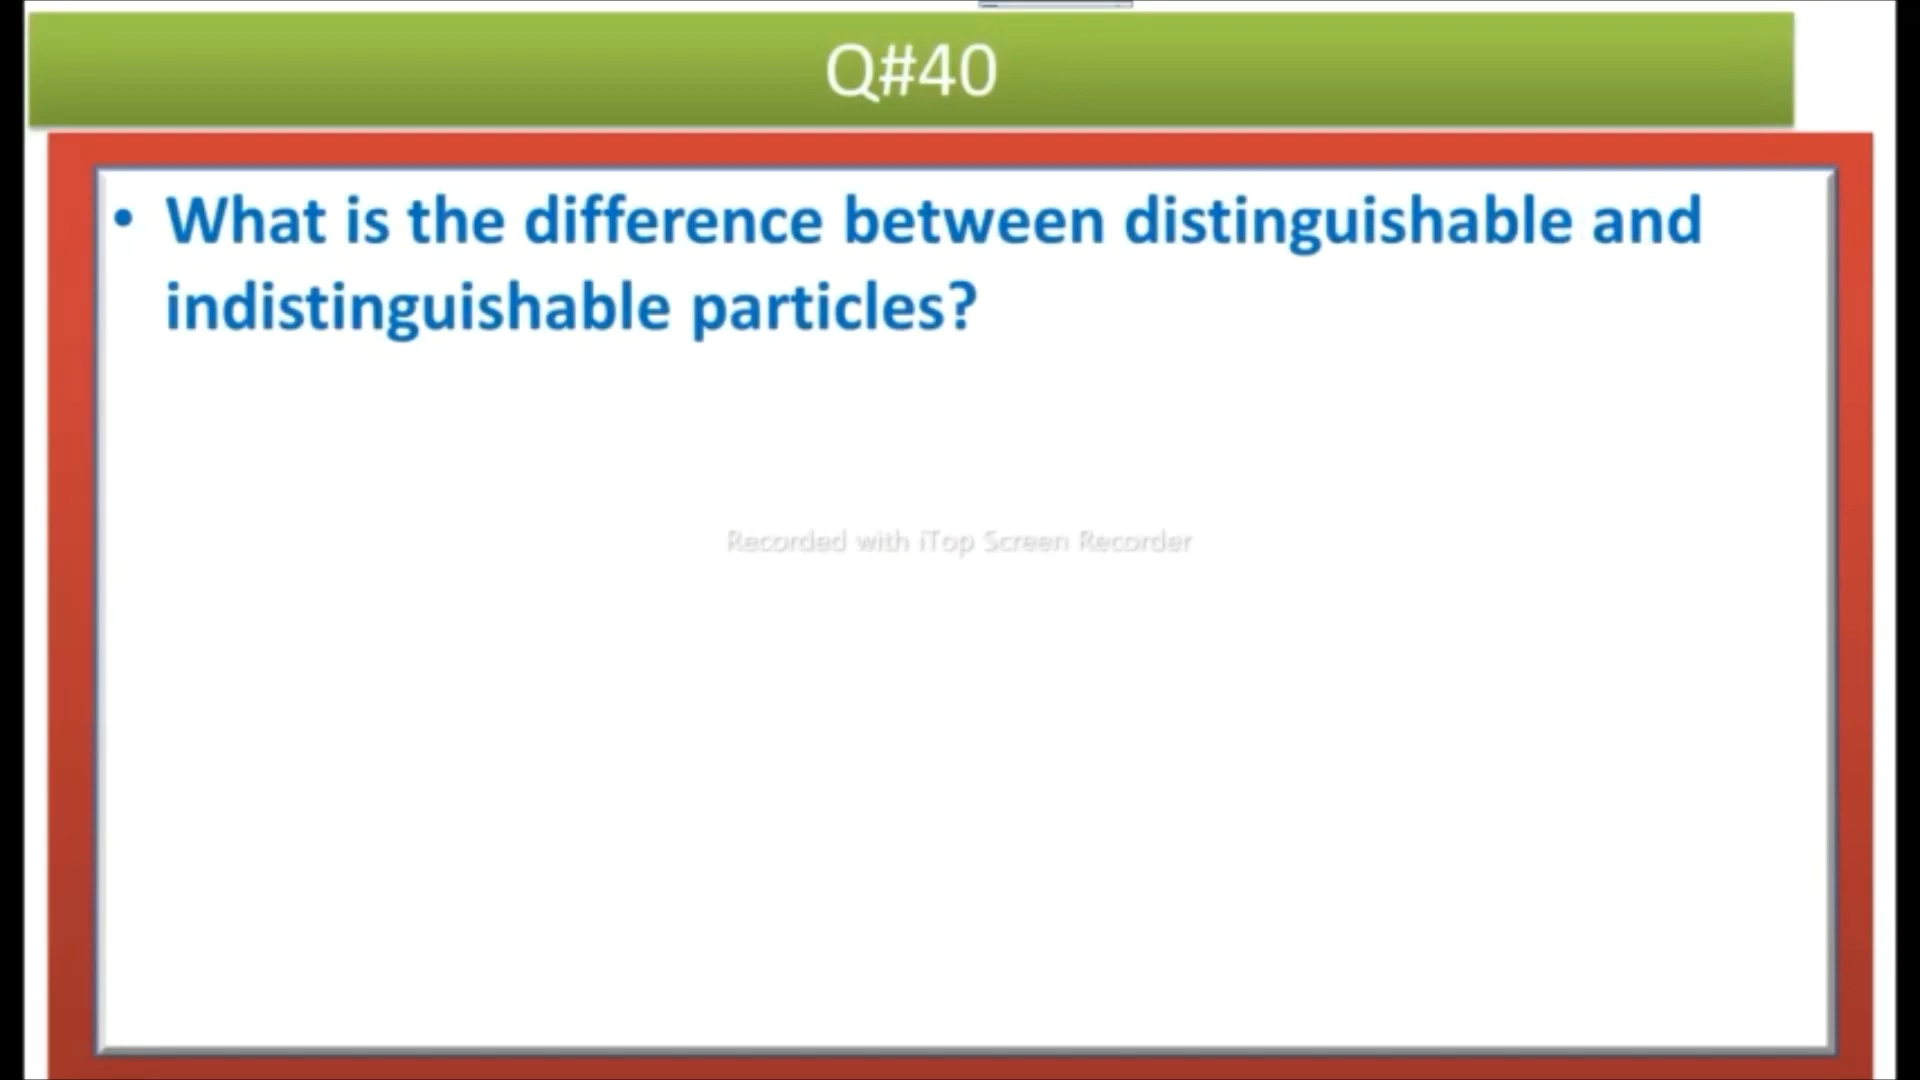 Q#40
• What is the difference between distinguishable and
indistinguishable particles?
Recorded with iTop Screen Recorder